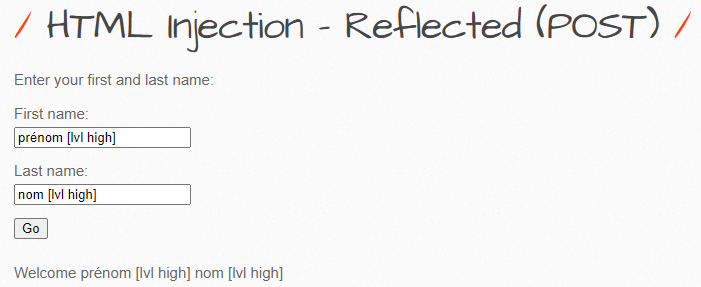 / HTML Injection - Reflected (POST) /
Enter your first and last name:
First name:
prénom [lvl high]
Last name:
nom [lvl high]
Go
Welcome prénom [lvl high] nom [lvl high]